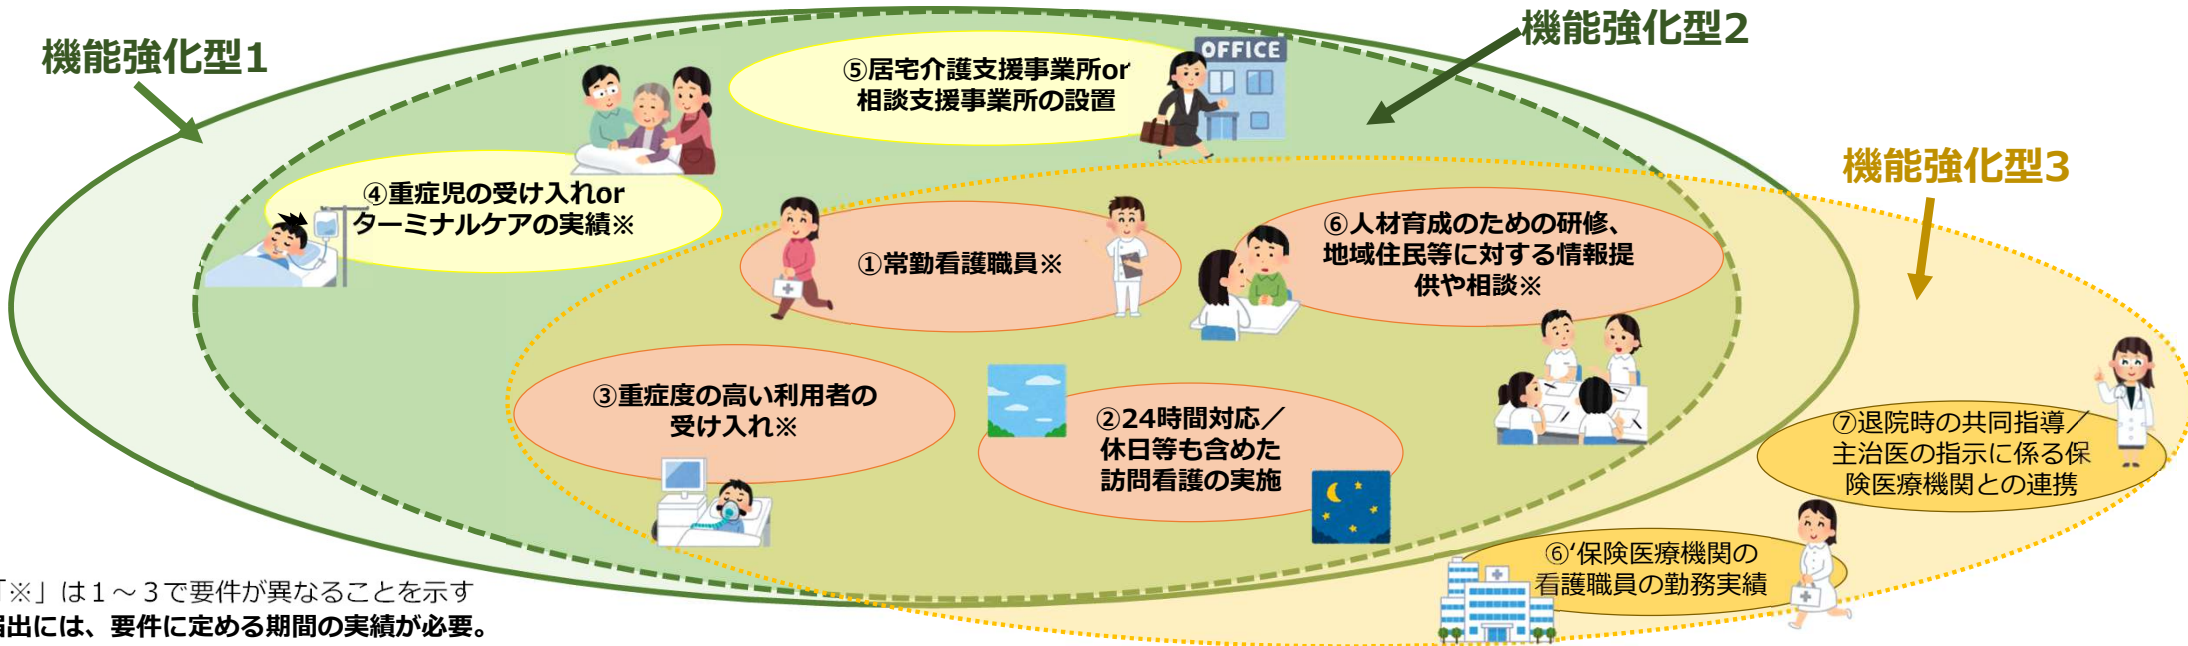 機能強化型1
機能強化型2
機能強化型3
⑤居宅介護支援事業所or
相談支援事業所の設置
OFFICE
④重症児の受け入れor
ターミナルケアの実績※
①常勤看護職員※
⑥人材育成のための研修、
地域住民等に対する情報提
供や相談※
③重症度の高い利用者の
受け入れ※
②24時間対応／
休日等も含めた
訪問看護の実施
⑦退院時の共同指導／
主治医の指示に係る保
険医療機関との連携
⑥‘保険医療機関の
看護職員の勤務実績
「※」は１～３で要件が異なることを示す
届出には、要件に定める期間の実績が必要。